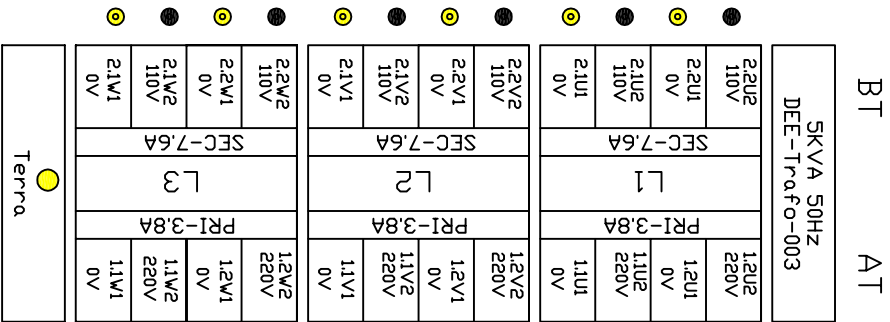 BT
AT
5KVA 50Hz
DEE-Trafo-003
2.2U2
110V
2.2U1
0V
2.1U2
110V
2.1U1
0V
SEC-7.6A
L1
PRI-3.8A
1.2U2
220V
1.2U1
0V
1.1U2
220V
1.1U1
0V
2.2V2
110V
2.2V1
0V
2.1V2
110V
2.1V1
0V
SEC-7.6A
L2
PRI-3.8A
1.2V2
220V
1.2V1
0V
1.1V2
220V
1.1V1
0V
2.2W2
110V
2.2W1
0V
2.1W2
110V
2.1W1
0V
SEC-7.6A
L3
PRI-3.8A
1.2W2
220V
1.2W1
0V
1.1W2
220V
1.1W1
0V
Terra